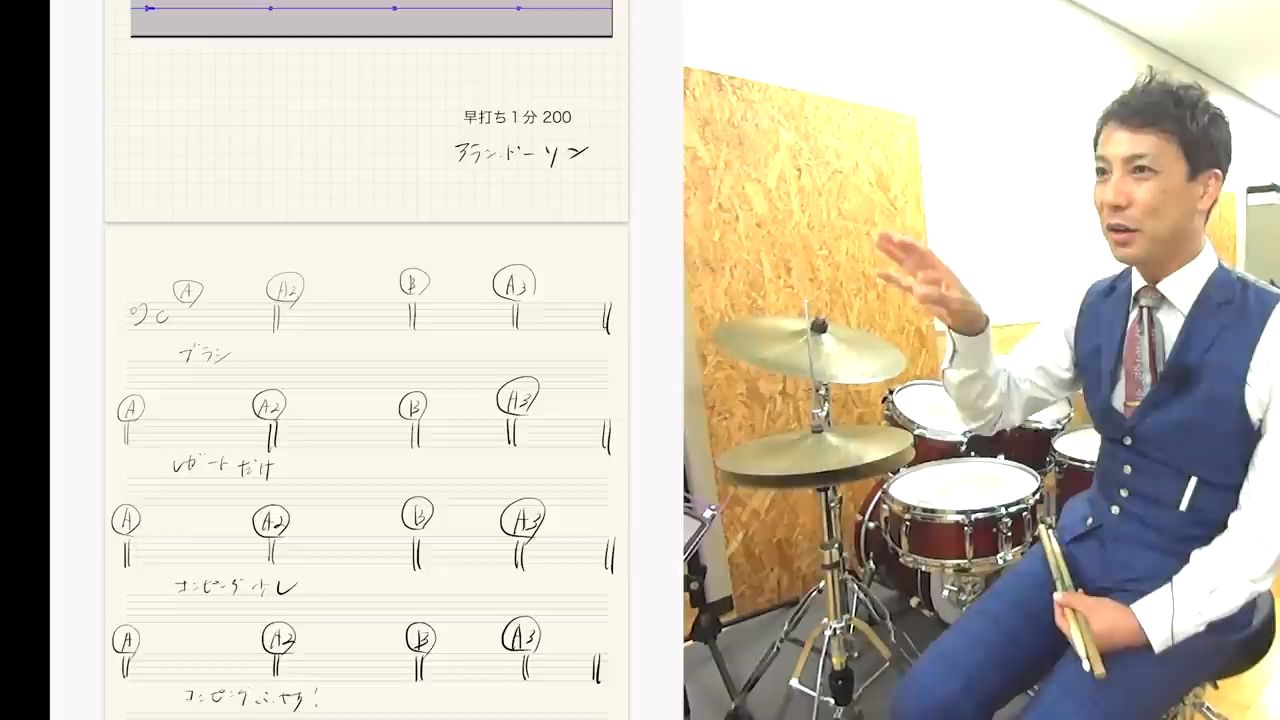 早打ち1分 200
アランドーソン
A A2 B A3
ブラシ
A A2 B A3
レガートだけ
A A2 B A3
コンピング少し
A A2 B A3
コンピングふやす!